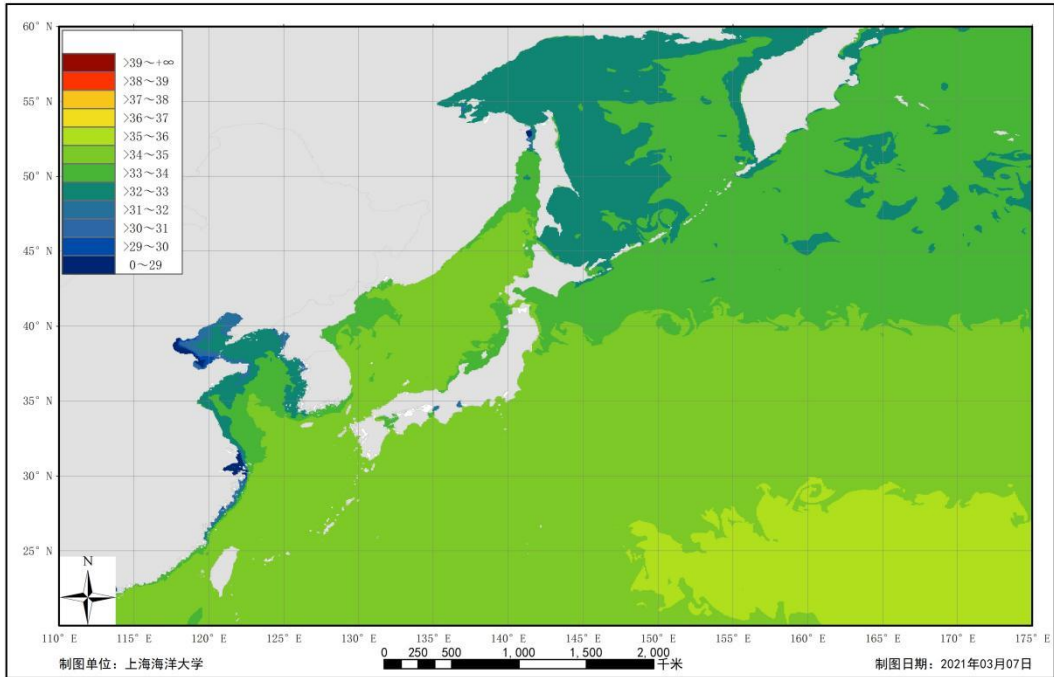 60° N
55° N
50° N
45° N
40° N
35° N
30° N
25° N
>39～+∞
>38～39
>37～38
>36～37
>35～36
>34～35
>33～34
>32～33
>31～32
>30～31
>29～30
0～29
N
110° E 115° E 120° E 125° E 130° E 135° E 140° E 145° E 150° E 155° E 160° E 165° E 170° E 175° E
制图单位：上海海洋大学
0 250 500 1,000 1,500 2,000
千米
制图日期：2021年03月07日